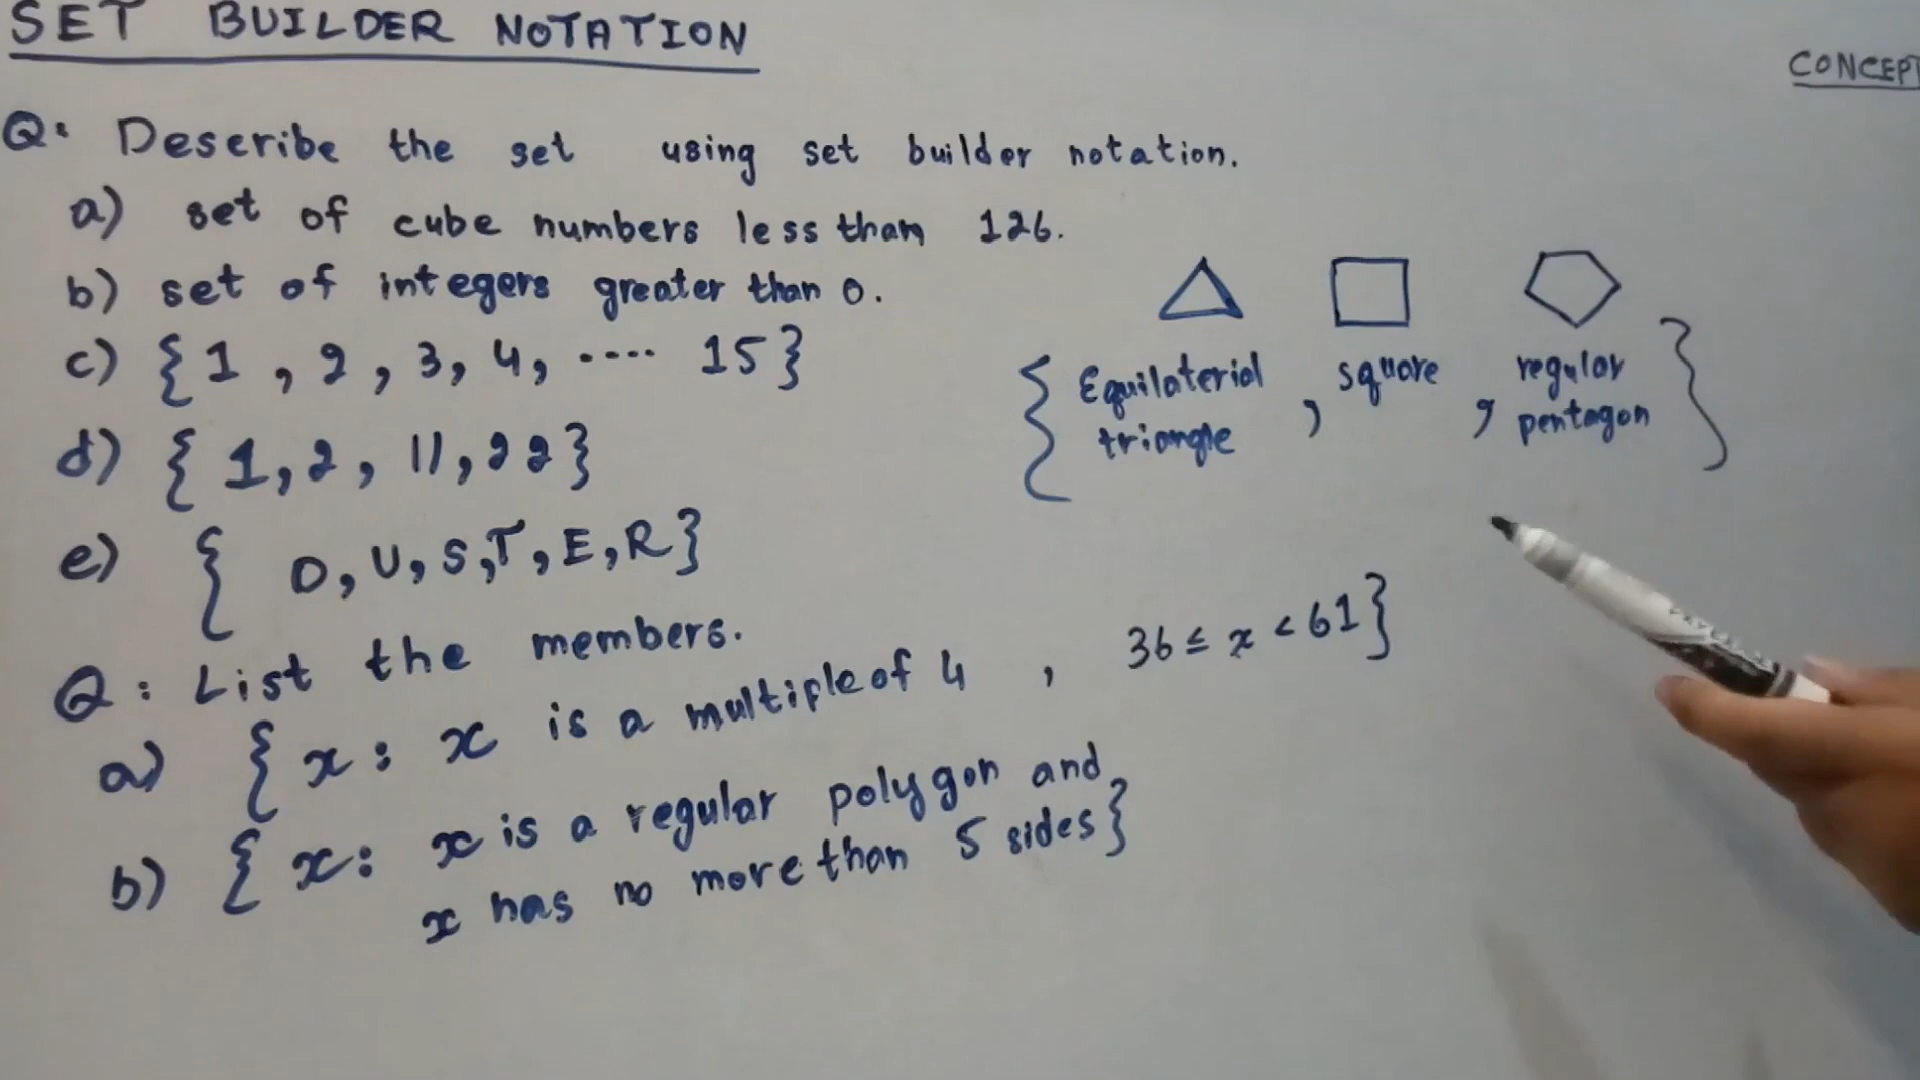 SET BUILDER NOTATION
CONCEPT
Q: Describe the set using set builder notation.
a) set of cube numbers less than 126.
b) set of integers greater than 0.
c) {1, 2, 3, 4, .... 15}
d) {1, 2, 11, 22}
e) {D, U, S, T, E, R}
{Equilaterial triangle, square, regular pentagon}
Q: List the members.
a) {x : x is a multiple of 4, 36 ≤ x < 61}
b) {x : x is a regular polygon and
x has no more than 5 sides}